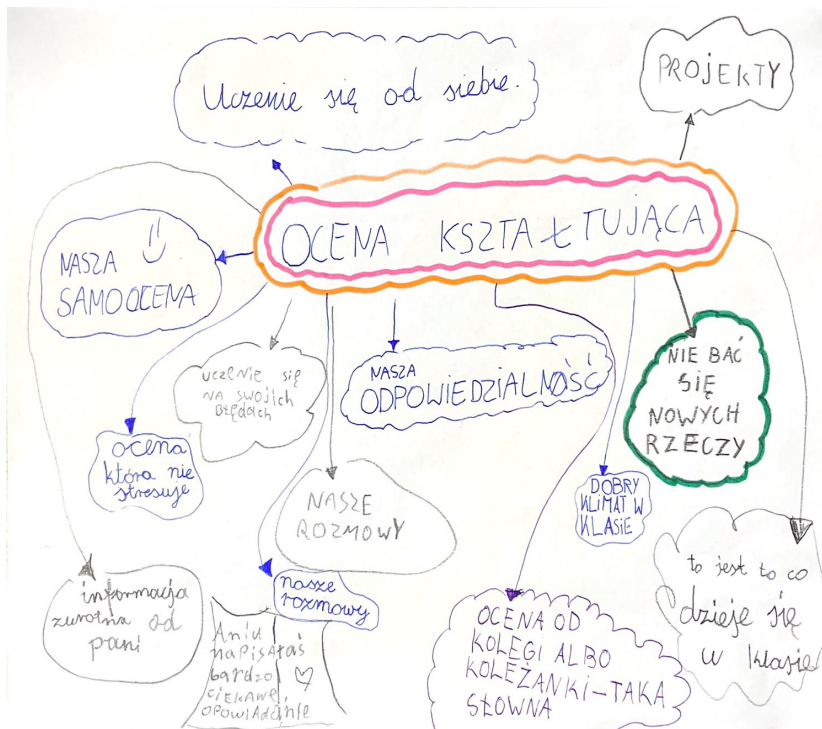 Uczenie się od siebie.
PROJEKTY
OCENA KSZTAŁTUJĄCA
NASZA
SAMOOCENA
uczenie się
NA swoich
błędach
NASZA
ODPOWIEDZIALNOŚĆ
NIE BAĆ
SIĘ
NOWYCH
RZECZY
ocena
która nie
stresuje
NASZE
ROZMOWY
DOBRY
KLIMAT W
KLASIE
to jest to co
dzieje się
w klasie
informacja
zwrotna od
pani
nasze
rozmowy
Aniu
naPisałaś
bardzo
ciekawe
opowiadanie
OCENA OD
KOLEGI ALBO
KOLEŻANKI-TAKA
SŁOWNA